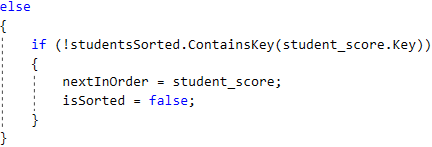 else
{
    if (!studentsSorted.ContainsKey(student_score.Key))
    {
        nextInOrder = student_score;
        isSorted = false;
    }
}